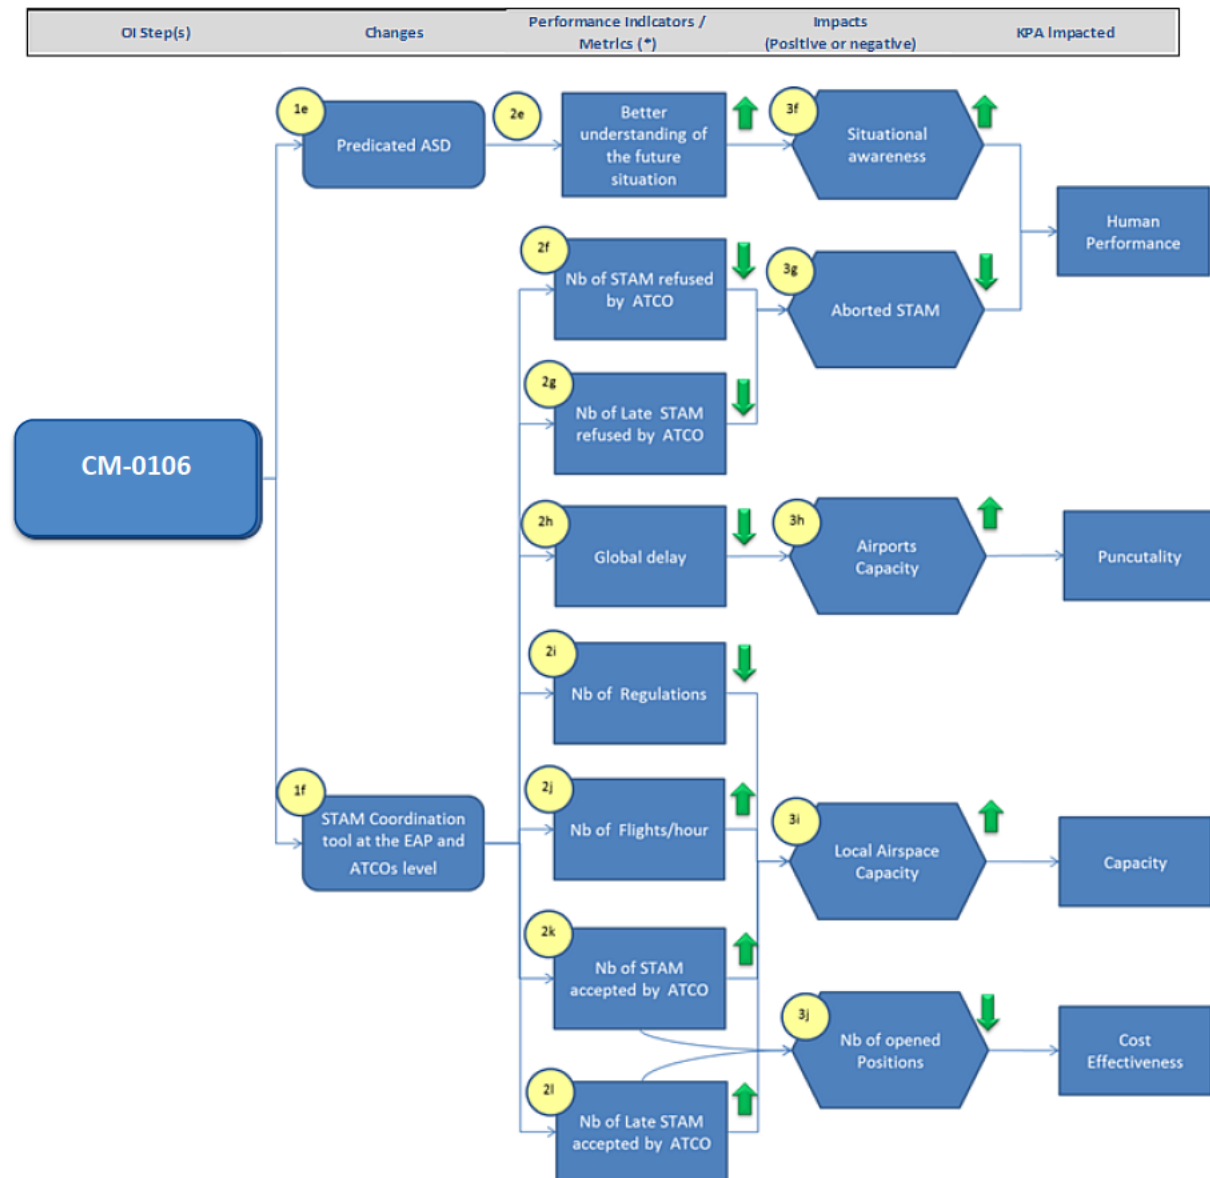 OI Step(s)
Changes
Performance Indicators /
Metrics (*)
Impacts
(Positive or negative)
KPA impacted
1e
Predicated ASD
2e
Better
understanding of
the future
situation
3f
Situational
awareness
Human
Performance
2f
Nb of STAM refused
by ATCO
3g
Aborted STAM
2g
Nb of Late STAM
refused by ATCO
CM-0106
2h
Global delay
3h
Airports
Capacity
Puncutality
2i
Nb of Regulations
1f
STAM Coordination
tool at the EAP and
ATCOs level
2j
Nb of Flights/hour
3i
Local Airspace
Capacity
Capacity
2k
Nb of STAM
accepted by ATCO
3j
Nb of opened
Positions
Cost
Effectiveness
2l
Nb of Late STAM
accepted by ATCO